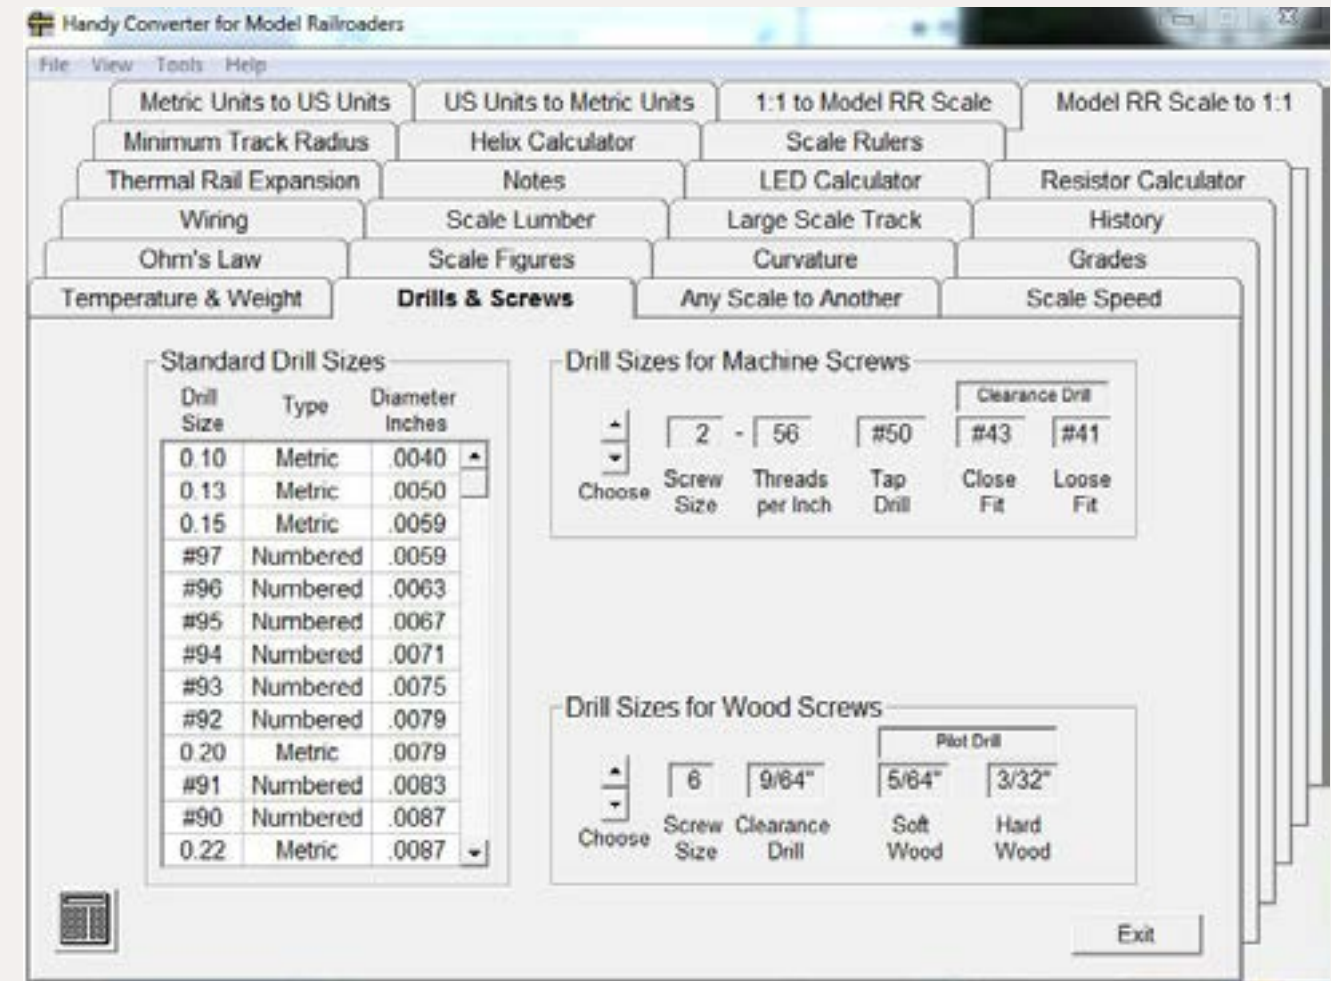 Handy Converter for Model Railroaders
File View Tools Help
Metric Units to US Units US Units to Metric Units 1:1 to Model RR Scale Model RR Scale to 1:1
Minimum Track Radius Helix Calculator Scale Rulers
Thermal Rail Expansion Notes LED Calculator Resistor Calculator
Wiring Scale Lumber Large Scale Track History
Ohm's Law Scale Figures Curvature Grades
Temperature & Weight Drills & Screws Any Scale to Another Scale Speed
Standard Drill Sizes
Drill Size Type Diameter Inches
0.10 Metric .0040
0.13 Metric .0050
0.15 Metric .0059
#97 Numbered .0059
#96 Numbered .0063
#95 Numbered .0067
#94 Numbered .0071
#93 Numbered .0075
#92 Numbered .0079
0.20 Metric .0079
#91 Numbered .0083
#90 Numbered .0087
0.22 Metric .0087
Drill Sizes for Machine Screws
Clearance Drill
2 - 56 #50 #43 #41
Choose Screw Size Threads per Inch Tap Drill Close Fit Loose Fit
Drill Sizes for Wood Screws
Pilot Drill
6 9/64" 5/64" 3/32"
Choose Screw Size Clearance Drill Soft Wood Hard Wood
Exit